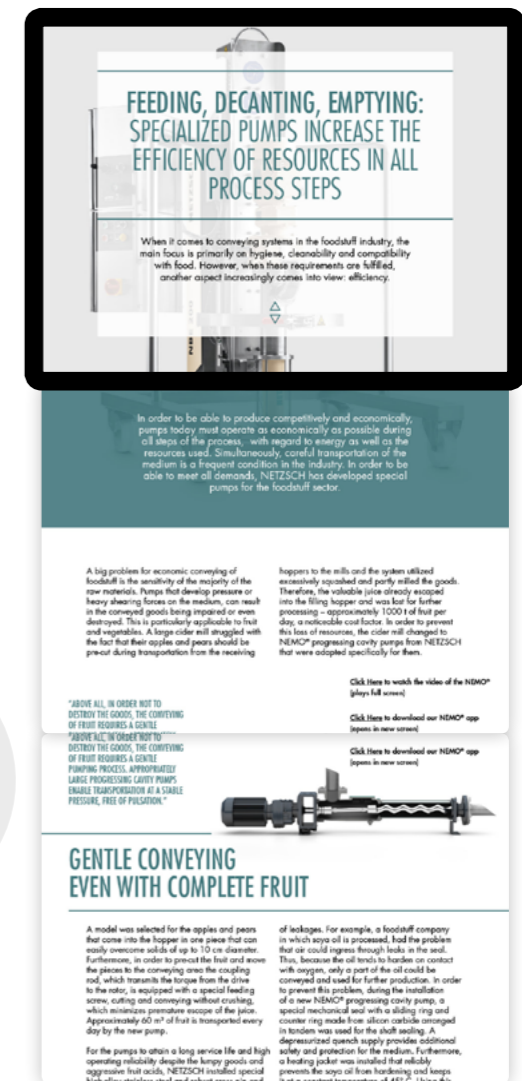 FEEDING, DECANTING, EMPTYING:
SPECIALIZED PUMPS INCREASE THE
EFFICIENCY OF RESOURCES IN ALL
PROCESS STEPS
When it comes to conveying systems in the foodstuff industry, the
main focus is primarily on hygiene, cleanability and compatibility
with food. However, when these requirements are fulfilled,
another aspect increasingly comes into view: efficiency.
In order to be able to produce competitively and economically,
pumps today must operate as economically as possible during
all steps of the process, with regard to energy as well as the
resources used. Simultaneously, careful transportation of the
medium is a frequent condition in the industry. In order to be
able to meet all demands, NETZSCH has developed special
pumps for the foodstuff sector.
A big problem for economic conveying of
foodstuff is the sensitivity of the majority of the
raw materials. Pumps that develop pressure or
heavy shearing forces on the medium, can result
in the conveyed goods being impaired or even
destroyed. This is particularly applicable to fruit
and vegetables. A large cider mill struggled with
the fact that their apples and pears should be
pre-cut during transportation from the receiving
hoppers to the mills and the system utilized
excessively squashed and partly milled the goods.
Therefore, the valuable juice already escaped
into the filling hopper and was lost for further
processing – approximately 1000 t of fruit per
day, a noticeable cost factor. In order to prevent
this loss of resources, the cider mill changed to
NEMO® progressing cavity pumps from NETZSCH
that were adapted specifically for them.
Click Here to watch the video of the NEMO®
(plays full screen)
Click Here to download our NEMO® app
(opens in new screen)
"ABOVE ALL, IN ORDER NOT TO
DESTROY THE GOODS, THE CONVEYING
OF FRUIT REQUIRES A GENTLE
ABOVE ALL, IN ORDER NOT TO
DESTROY THE GOODS, THE CONVEYING
OF FRUIT REQUIRES A GENTLE
PUMPING PROCESS. APPROPRIATELY
LARGE PROGRESSING CAVITY PUMPS
ENABLE TRANSPORTATION AT A STABLE
PRESSURE, FREE OF PULSATION."
Click Here to download our NEMO® app
(opens in new screen)
GENTLE CONVEYING
EVEN WITH COMPLETE FRUIT
A model was selected for the apples and pears
that come into the hopper in one piece that can
easily overcome solids of up to 10 cm diameter.
Furthermore, in order to pre-cut the fruit and move
the pieces to the conveying area the coupling
rod, which transmits the torque from the drive
to the rotor, is equipped with a special feeding
screw, cutting and conveying without crushing,
which minimizes premature escape of the juice.
Approximately 60 m³ of fruit is transported every
day by the new pump.
For the pumps to attain a long service life and high
operating reliability despite the lumpy goods and
aggressive fruit acids, NETZSCH installed special
of leakages. For example, a foodstuff company
in which soya oil is processed, had the problem
that air could ingress through leaks in the seal.
Thus, because the oil tends to harden on contact
with oxygen, only a part of the oil could be
conveyed and used for further production. In order
to prevent this problem, during the installation
of a new NEMO® progressing cavity pump, a
special mechanical seal with a sliding ring and
counter ring made from silicon carbide arranged
in tandem was used for the shaft sealing. A
depressurized quench supply provides additional
safety and protection for the medium. Furthermore,
a heating jacket was installed that reliably
prevents the soya oil from hardening and keeps